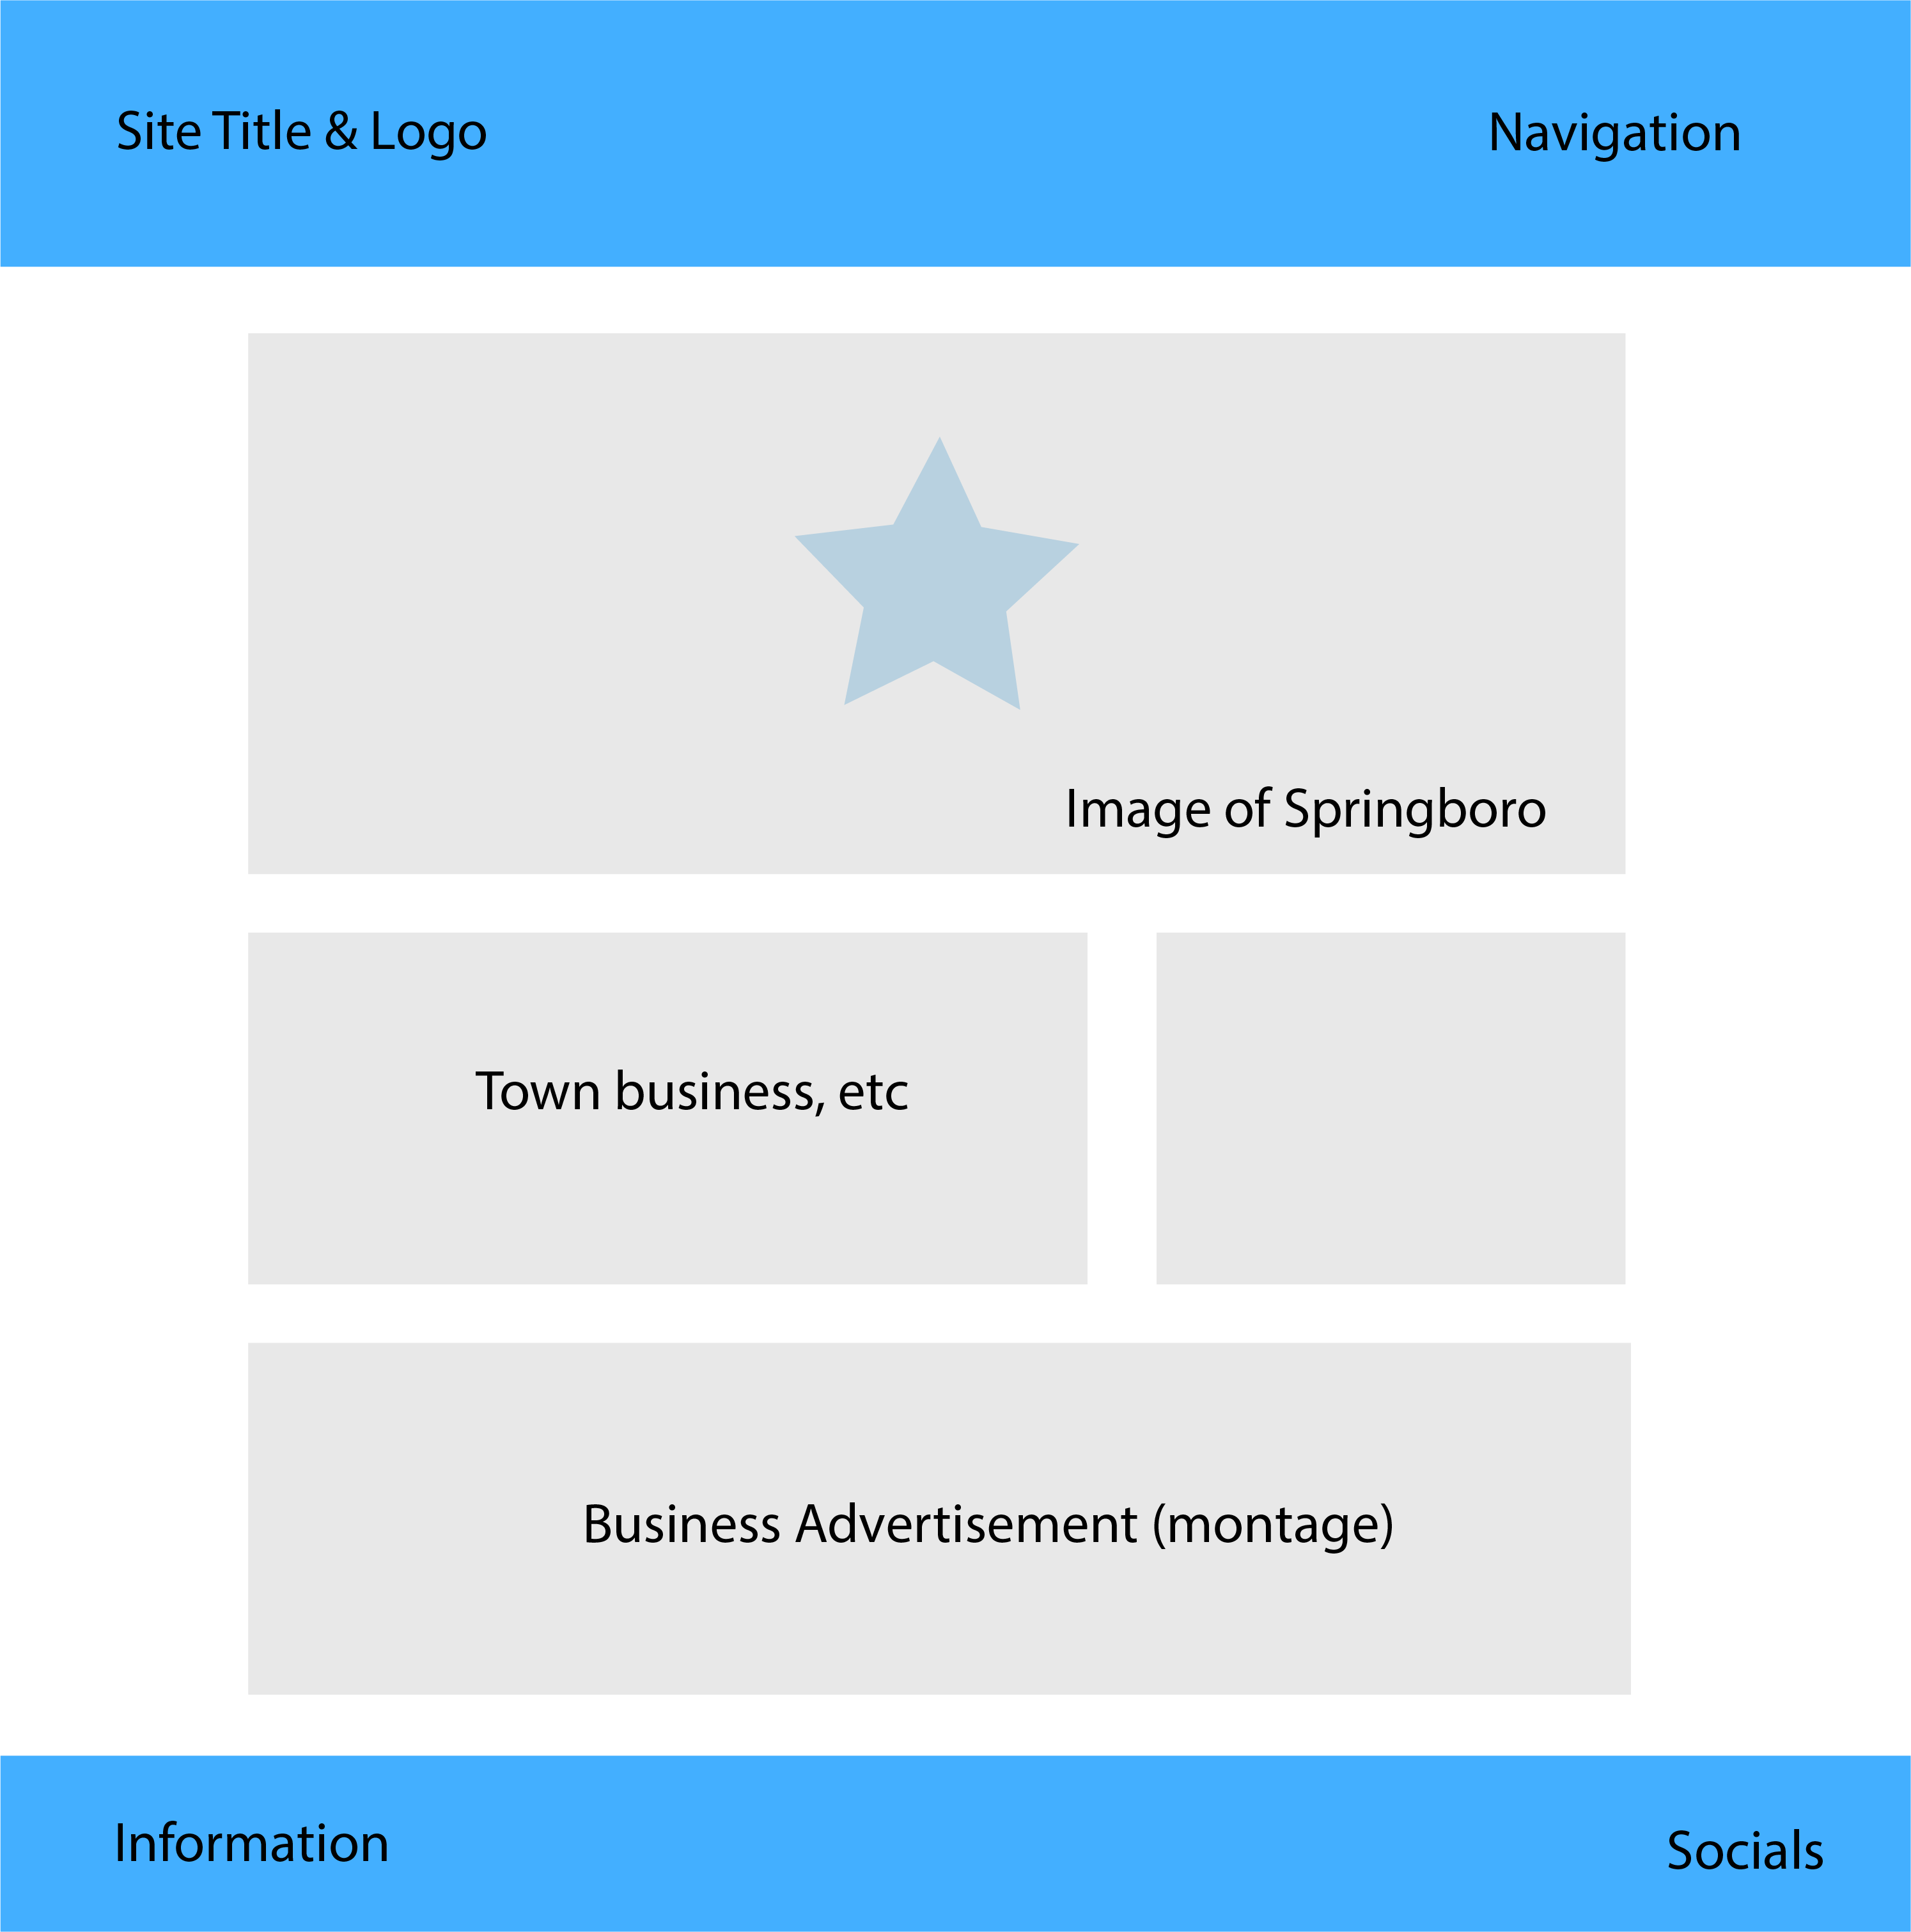 Site Title & Logo
Navigation
Image of Springboro
Town business, etc
Business Advertisement (montage)
Information
Socials